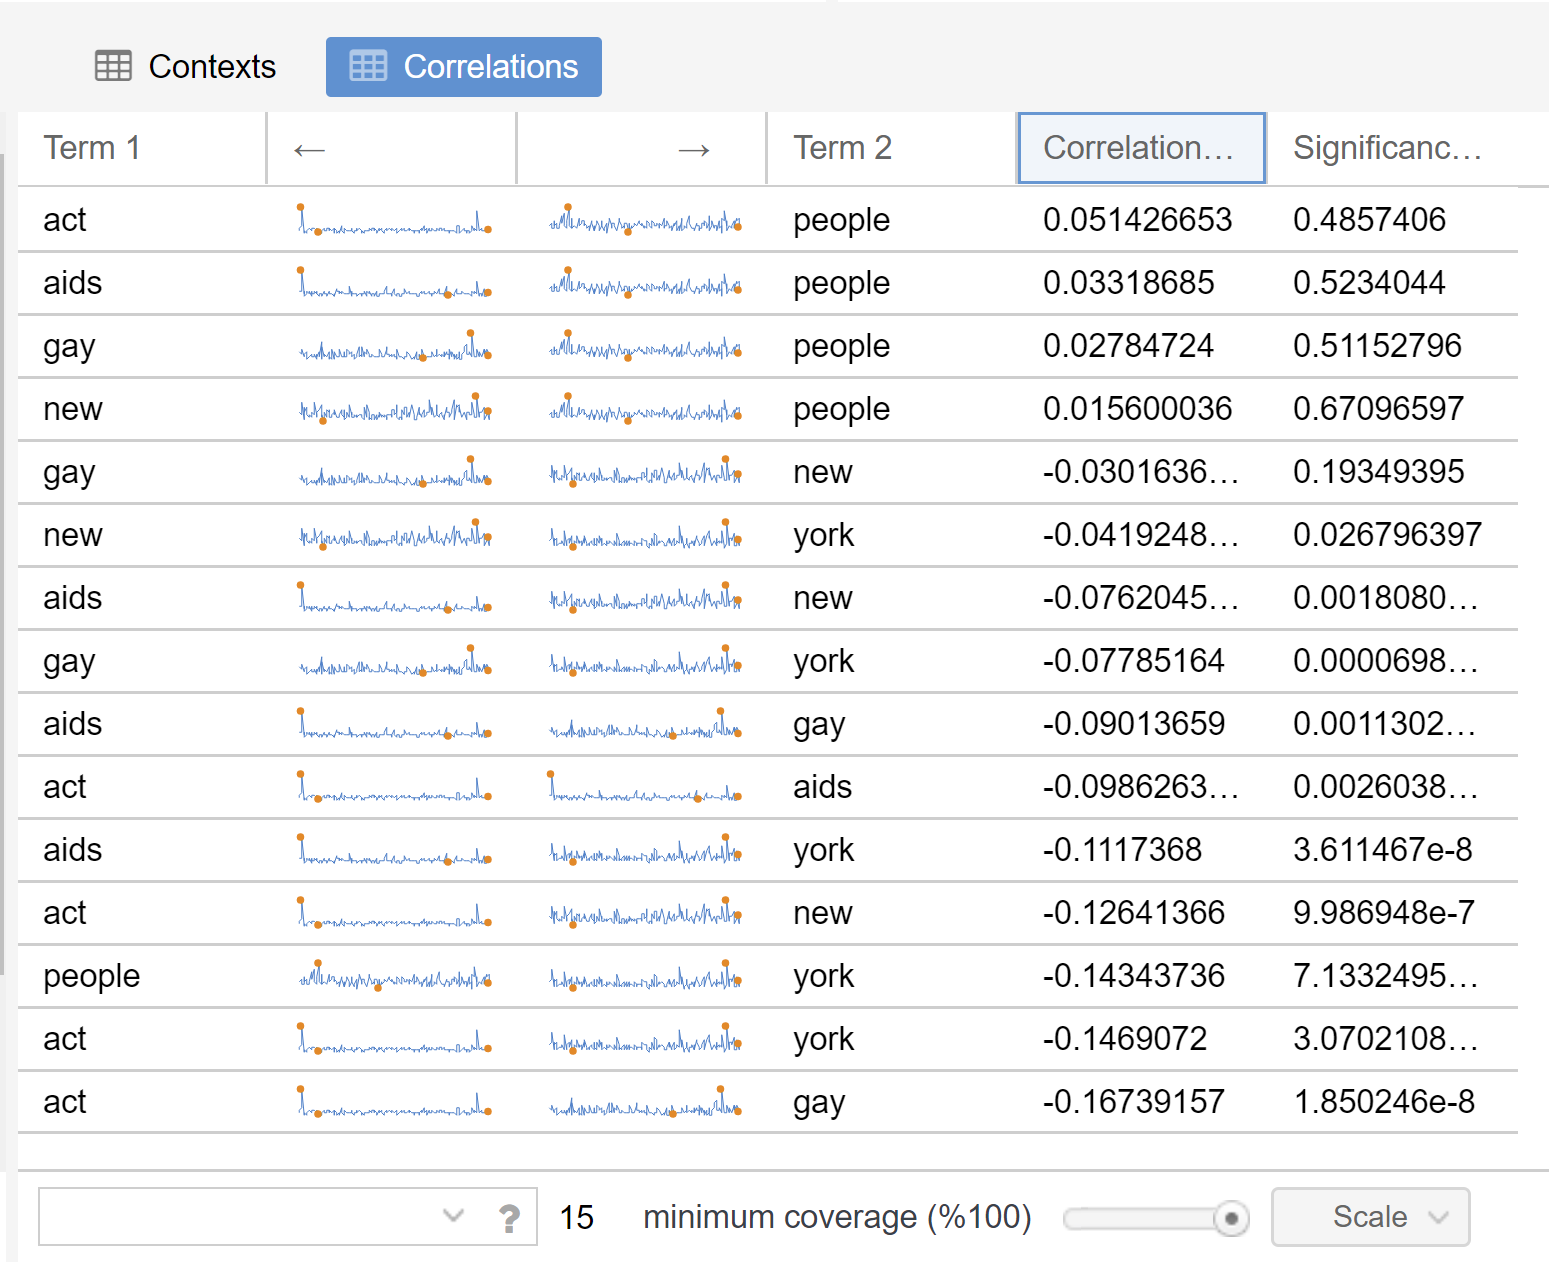 Contexts Correlations
Term 1 ← → Term 2 Correlation… Significanc…
act people 0.051426653 0.4857406
aids people 0.03318685 0.5234044
gay people 0.02784724 0.51152796
new people 0.015600036 0.67096597
gay new -0.0301636… 0.19349395
new york -0.0419248… 0.026796397
aids new -0.0762045… 0.0018080…
gay york -0.07785164 0.0000698…
aids gay -0.09013659 0.0011302…
act aids -0.0986263… 0.0026038…
aids york -0.1117368 3.611467e-8
act new -0.12641366 9.986948e-7
people york -0.14343736 7.1332495…
act york -0.1469072 3.0702108…
act gay -0.16739157 1.850246e-8
? 15 minimum coverage (%100) Scale